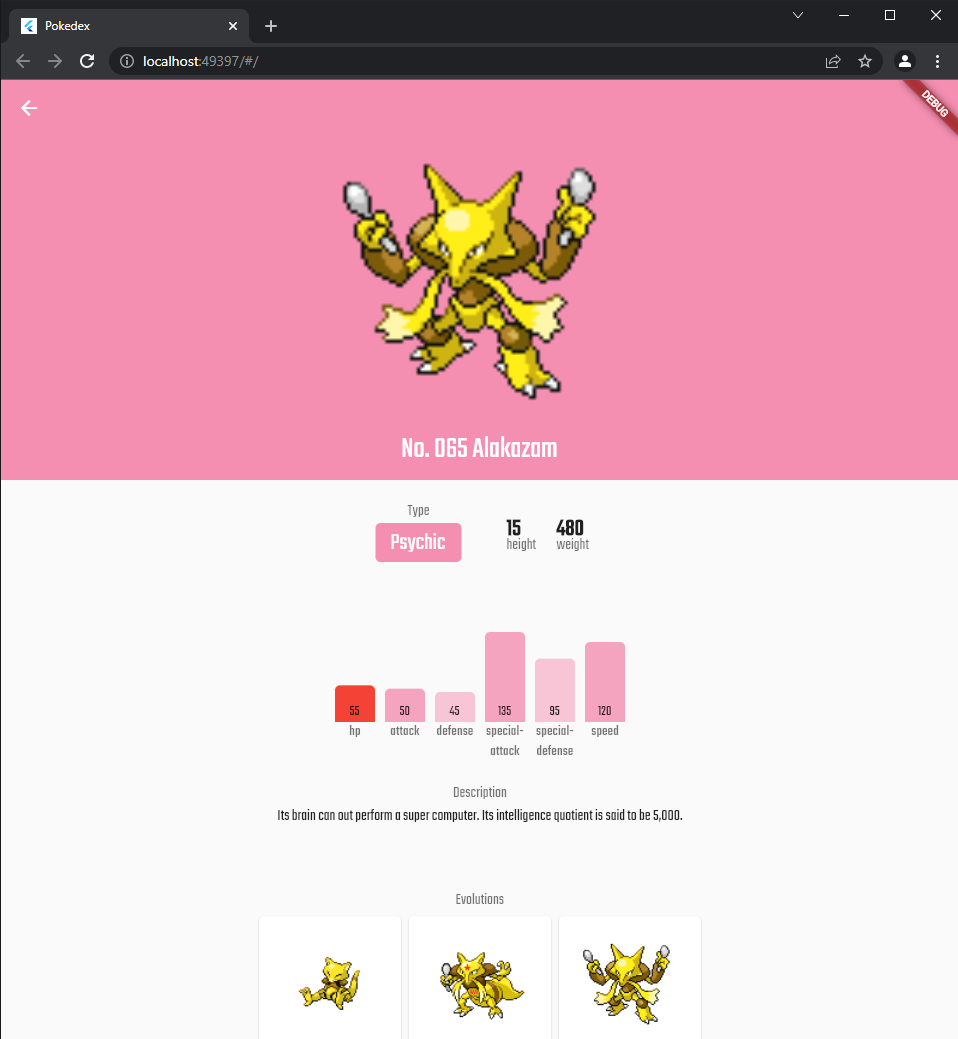 Pokedex
localhost:49397/#/
DEBUG
No. 065 Alakazam
Type
Psychic
15
height
480
weight
55
50
45
135
95
120
hp
attack
defense
special-
attack
special-
defense
speed
Description
Its brain can out perform a super computer. Its intelligence quotient is said to be 5,000.
Evolutions